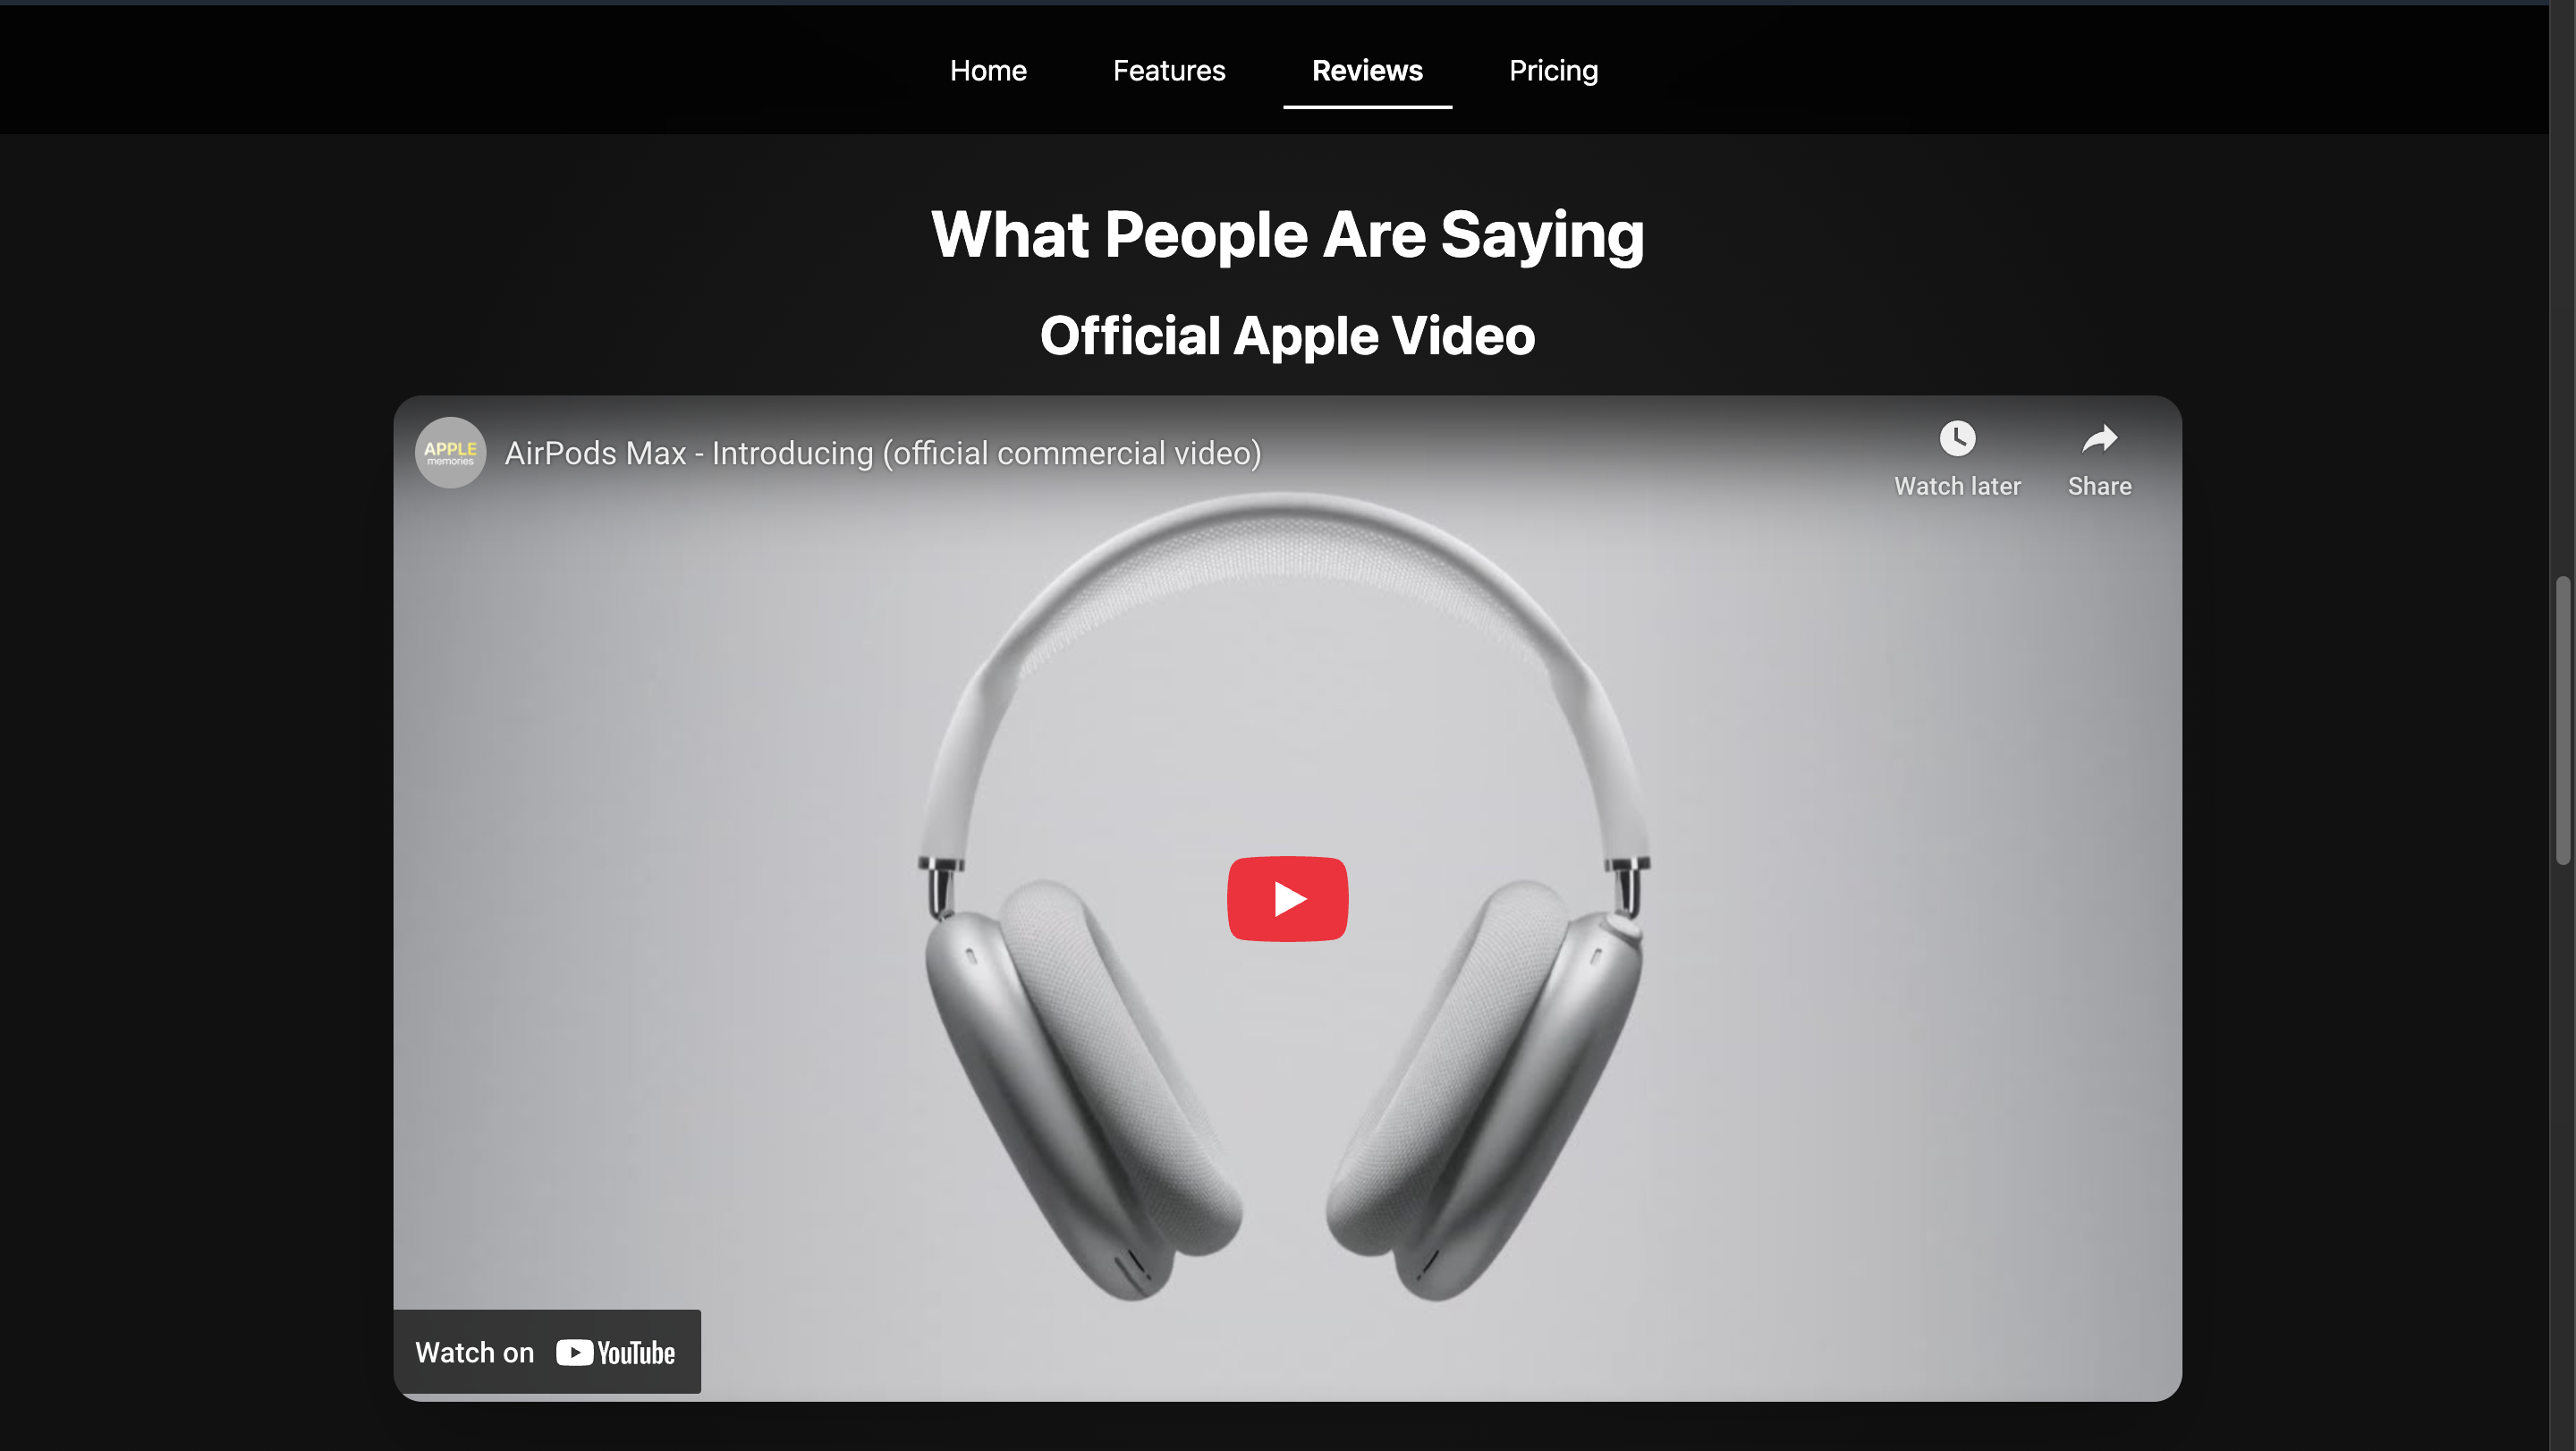 Home Features Reviews Pricing
What People Are Saying
Official Apple Video
APPLE
memories
AirPods Max - Introducing (official commercial video)
Watch later Share
Watch on YouTube